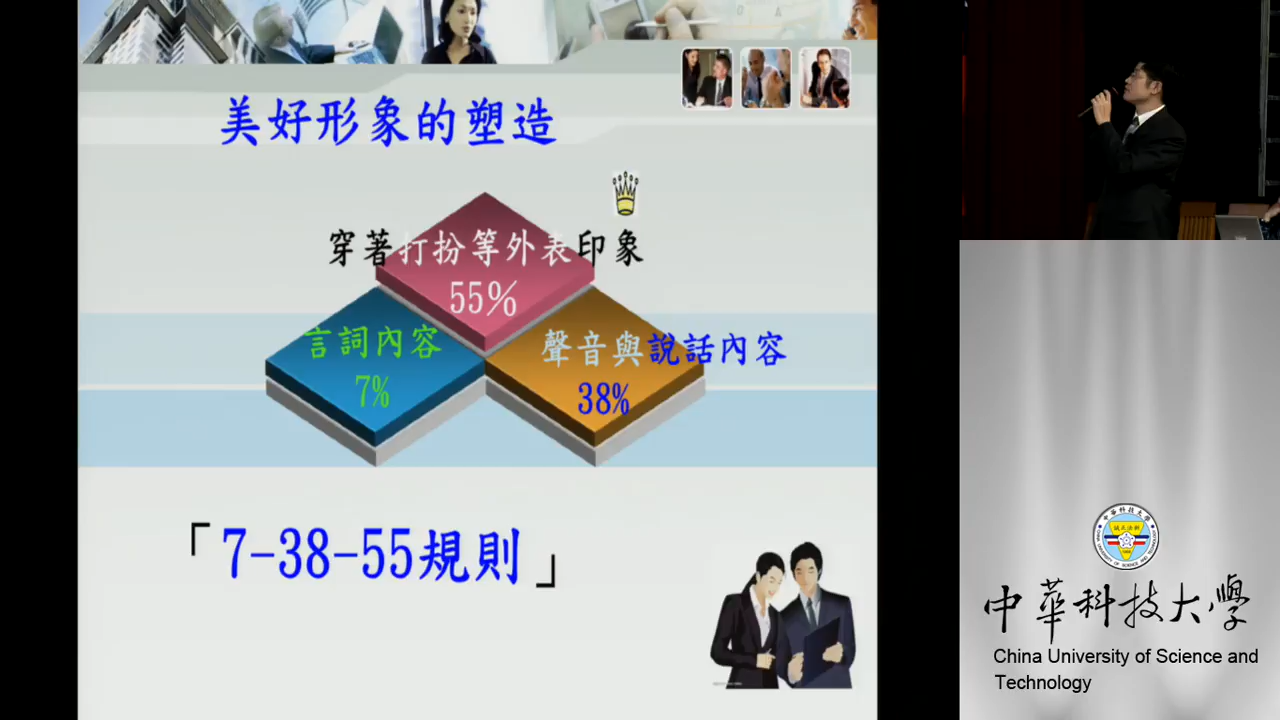 美好形象的塑造
穿著打扮等外表印象
55%
言詞內容
7%
聲音與說話內容
38%
「7-38-55規則」
中華科技大學
China University of Science and
Technology